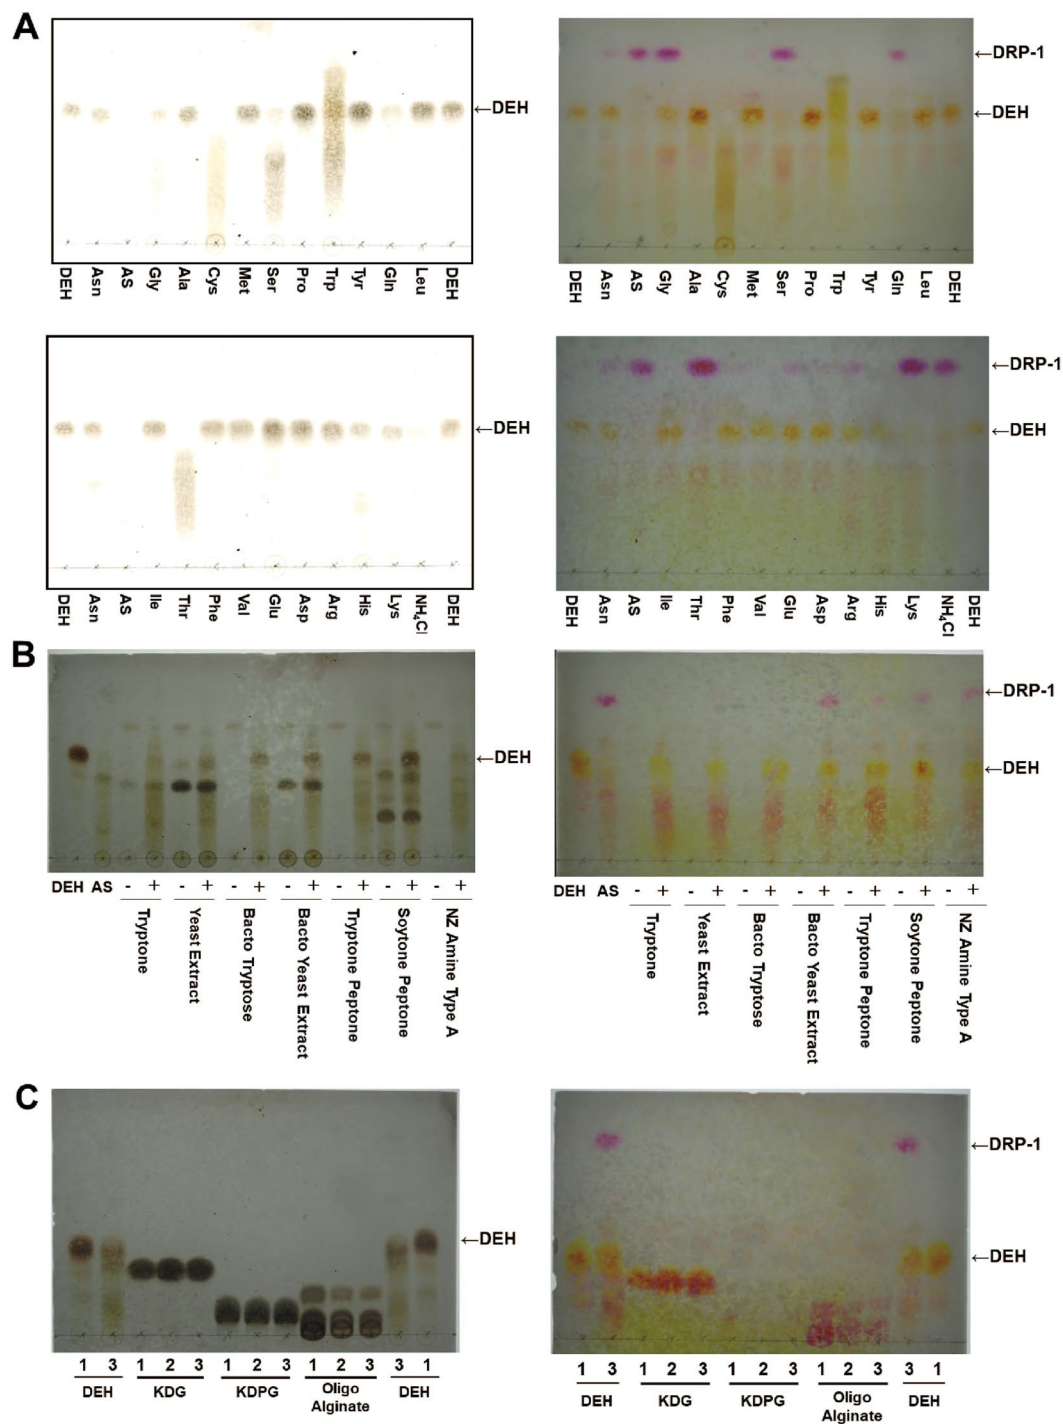 A
←DEH
DEH Asn AS Gly Ala Cys Met Ser Pro Trp Tyr Gln Leu DEH
←DRP-1
←DEH
DEH Asn AS Gly Ala Cys Met Ser Pro Trp Tyr Gln Leu DEH
←DEH
DEH Asn AS Ile Thr Phe Val Glu Asp Arg His Lys NH₄Cl DEH
←DRP-1
←DEH
DEH Asn AS Ile Thr Phe Val Glu Asp Arg His Lys NH₄Cl DEH
B
←DEH
DEH AS - + - + - + - + - + - + - +
Tryptone
Yeast Extract
Bacto Tryptose
Bacto Yeast Extract
Tryptone Peptone
Soytone Peptone
NZ Amine Type A
←DRP-1
←DEH
DEH AS - + - + - + - + - + - + - +
Tryptone
Yeast Extract
Bacto Tryptose
Bacto Yeast Extract
Tryptone Peptone
Soytone Peptone
NZ Amine Type A
C
←DEH
1 3 1 2 3 1 2 3 1 2 3 3 1
DEH KDG KDPG Oligo DEH
Alginate
←DRP-1
←DEH
1 3 1 2 3 1 2 3 1 2 3 3 1
DEH KDG KDPG Oligo DEH
Alginate